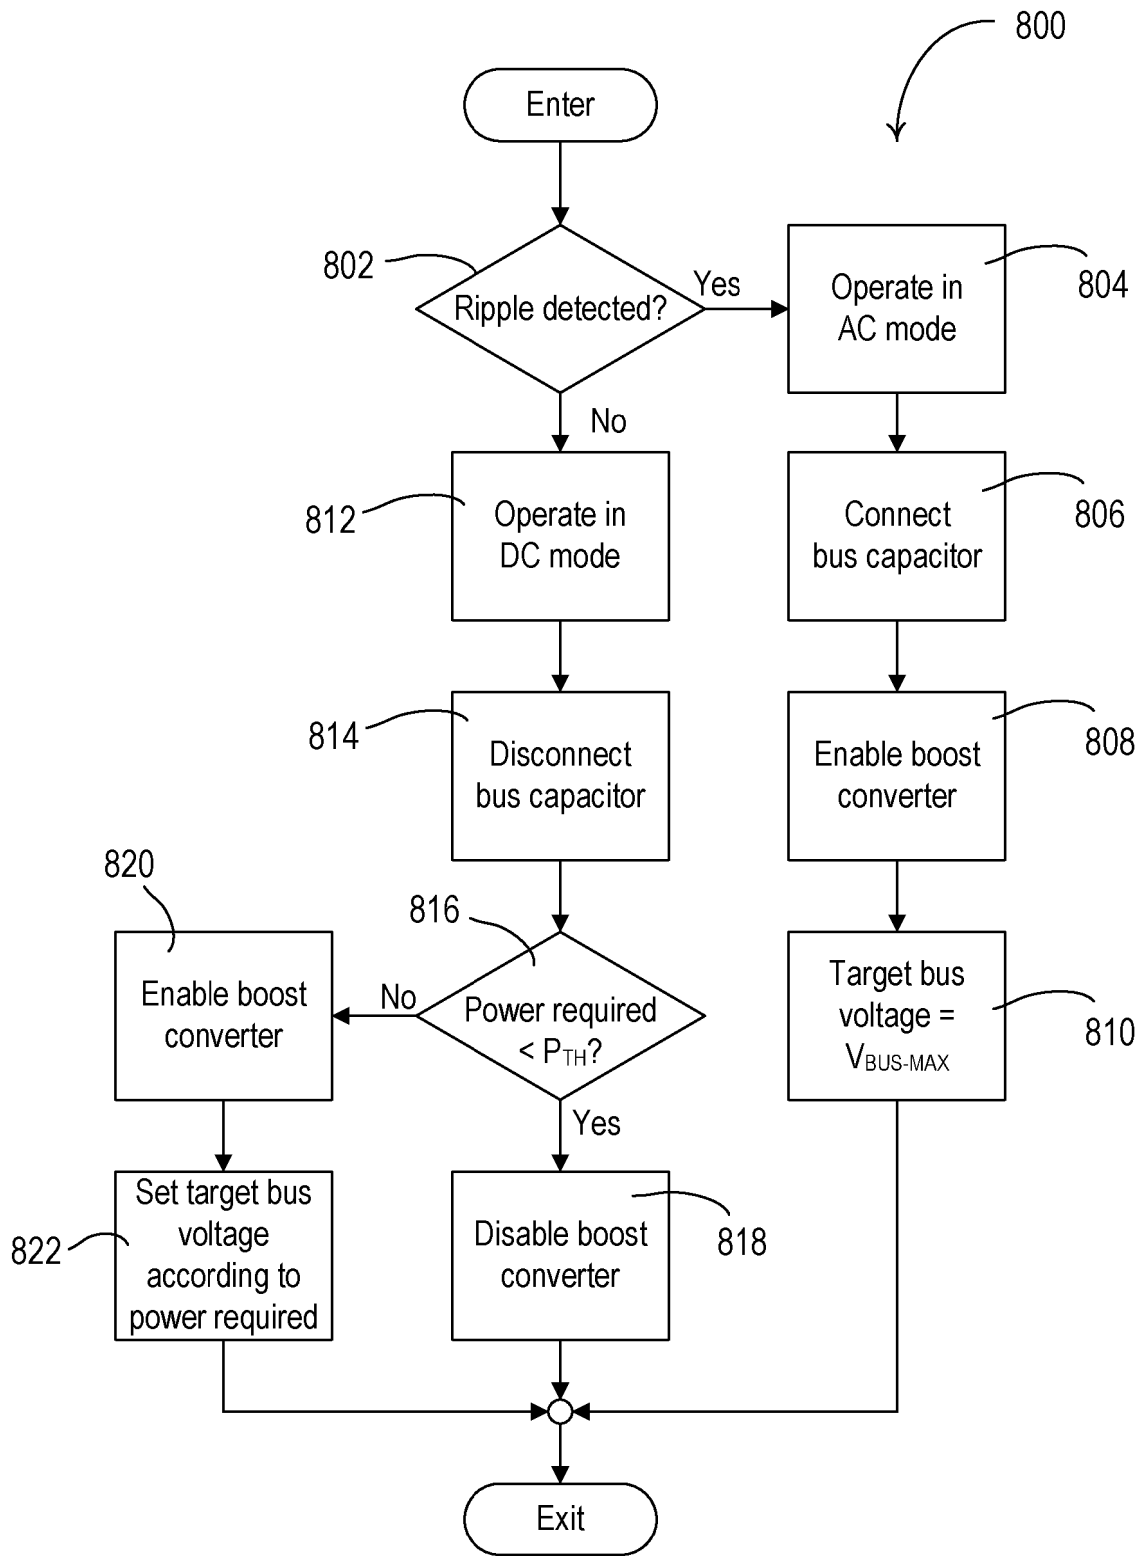 800
Enter
802
Ripple detected?
Yes
Operate in
AC mode
804
No
812
Operate in
DC mode
Connect
bus capacitor
806
814
Disconnect
bus capacitor
Enable boost
converter
808
820
Enable boost
converter
No
816
Power required
< PTH?
Yes
Target bus
voltage =
VBUS-MAX
810
822
Set target bus
voltage
according to
power required
Disable boost
converter
818
Exit